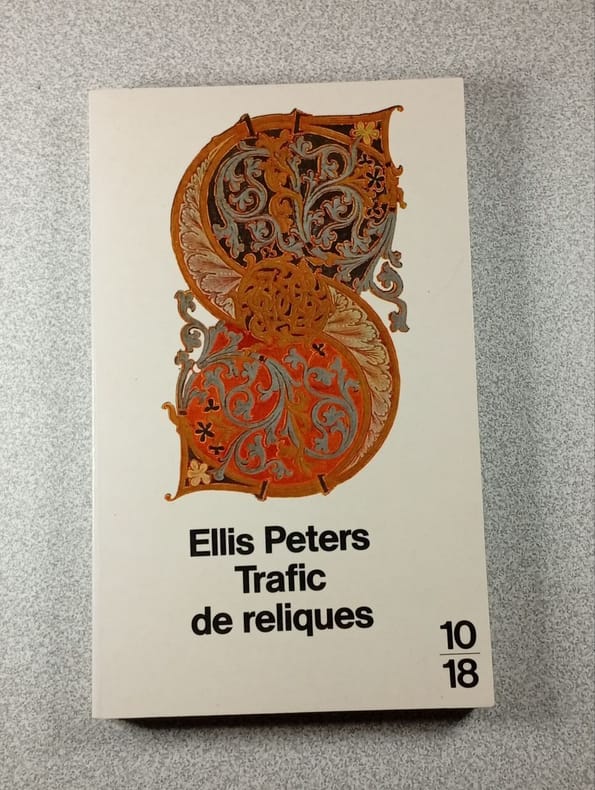 Ellis Peters
Trafic
de reliques
10
18